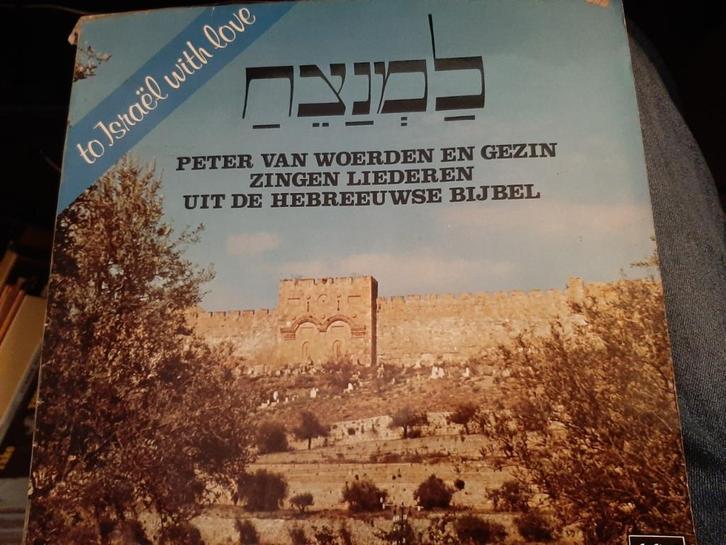 to Israël with love
לַמְנַצֵּחַ
PETER VAN WOERDEN EN GEZIN
ZINGEN LIEDEREN
UIT DE HEBREEUWSE BIJBEL